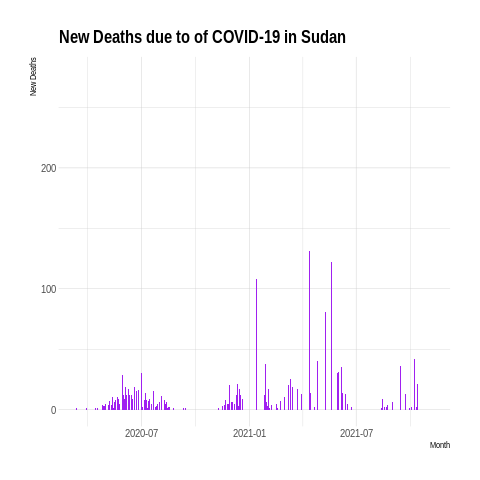 New Deaths due to of COVID-19 in Sudan
New Deaths
200
100
0
2020-07
2021-01
2021-07
Month